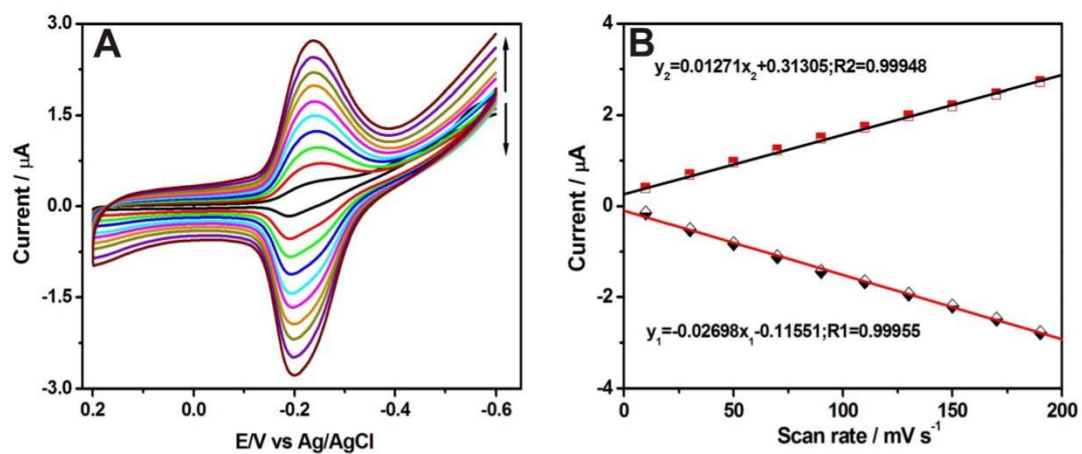 A
3.0
1.5
0.0
-1.5
-3.0
Current / μA
0.2 0.0 -0.2 -0.4 -0.6
E/V vs Ag/AgCl
B
y2=0.01271x2+0.31305;R2=0.99948
y1=-0.02698x1-0.11551;R1=0.99955
4
2
0
-2
-4
Current / μA
0 50 100 150 200
Scan rate / mV s-1